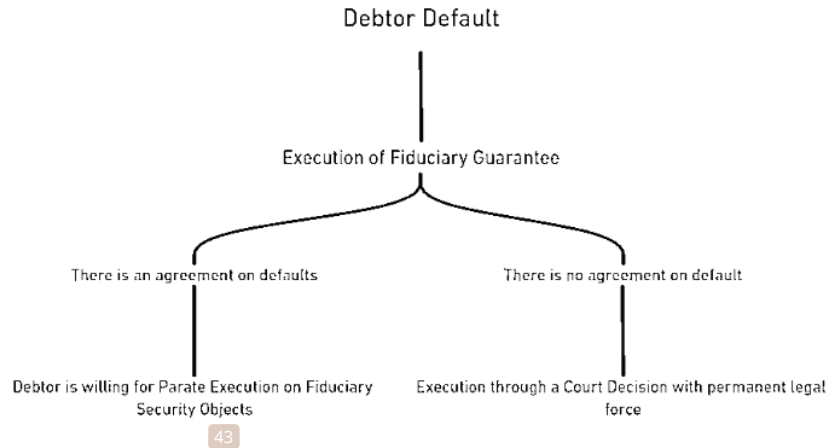 Debtor Default
Execution of Fiduciary Guarantee
There is an agreement on defaults
There is no agreement on default
Debtor is willing for Parate Execution on Fiduciary
Security Objects
Execution through a Court Decision with permanent legal
force
43